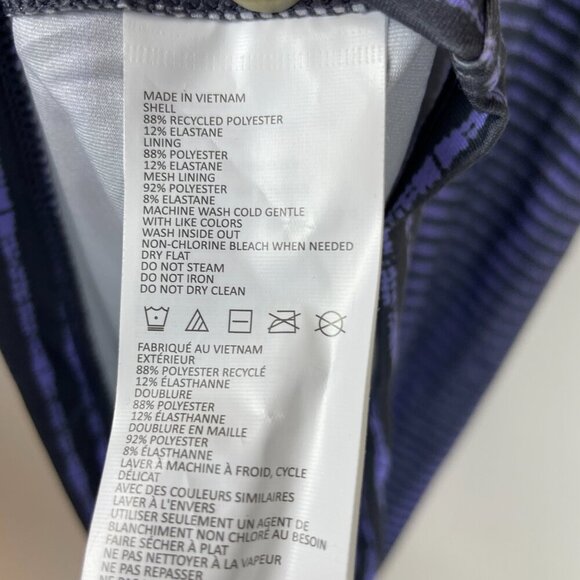 MADE IN VIETNAM
SHELL
88% RECYCLED POLYESTER
12% ELASTANE
LINING
88% POLYESTER
12% ELASTANE
MESH LINING
92% POLYESTER
8% ELASTANE
MACHINE WASH COLD GENTLE
WITH LIKE COLORS
WASH INSIDE OUT
NON-CHLORINE BLEACH WHEN NEEDED
DRY FLAT
DO NOT STEAM
DO NOT IRON
DO NOT DRY CLEAN
FABRIQUÉ AU VIETNAM
EXTÉRIEUR
88% POLYESTER RECYCLÉ
12% ÉLASTHANNE
DOUBLURE
88% POLYESTER
12% ÉLASTHANNE
DOUBLURE EN MAILLE
92% POLYESTER
8% ÉLASTHANNE
LAVER À MACHINE À FROID, CYCLE
DÉLICAT
AVEC DES COULEURS SIMILAIRES
LAVER À L'ENVERS
UTILISER SEULEMENT UN AGENT DE
BLANCHIMENT NON CHLORÉ AU BESOIN
FAIRE SÉCHER À PLAT
NE PAS NETTOYER À LA VAPEUR
NE PAS REPASSER